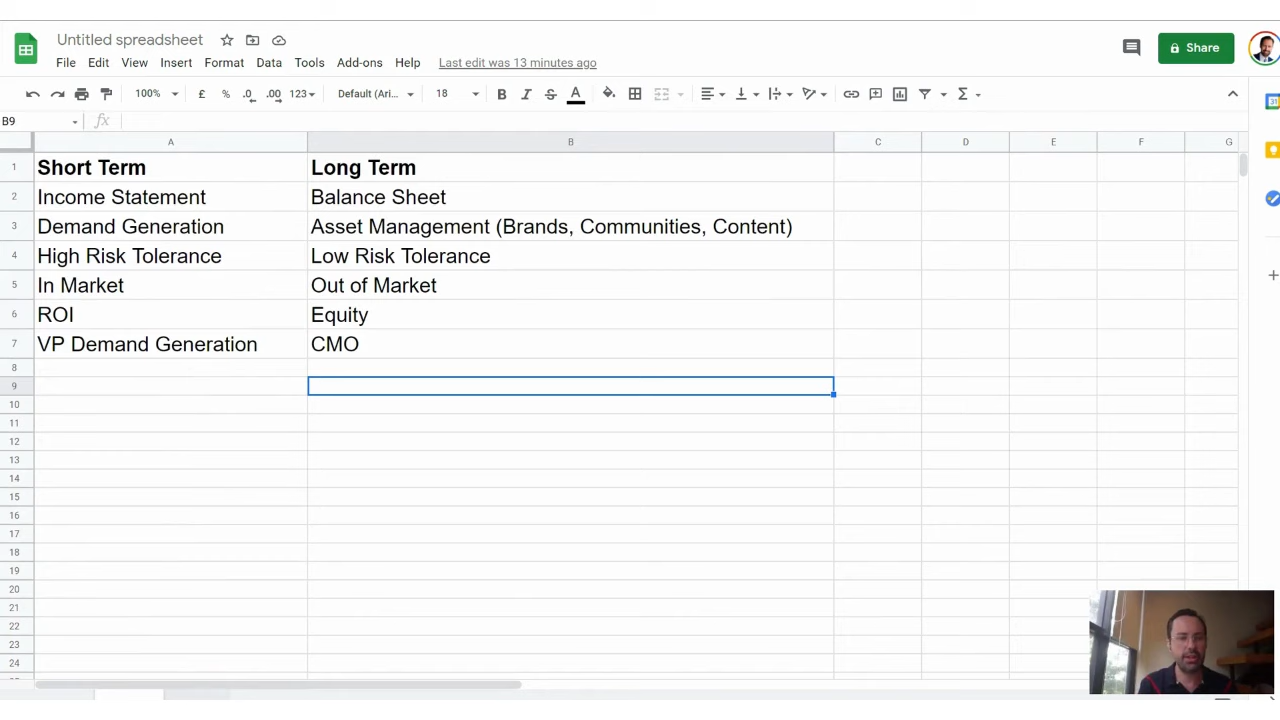 Untitled spreadsheet
File Edit View Insert Format Data Tools Add-ons Help Last edit was 13 minutes ago
Share
100% £ % .0 .00 123 Default (Ari... 18 B I S A Σ
B9 fx
A B C D E F G
1 Short Term Long Term
2 Income Statement Balance Sheet
3 Demand Generation Asset Management (Brands, Communities, Content)
4 High Risk Tolerance Low Risk Tolerance
5 In Market Out of Market
6 ROI Equity
7 VP Demand Generation CMO
8
9
10
11
12
13
14
15
16
17
18
19
20
21
22
23
24